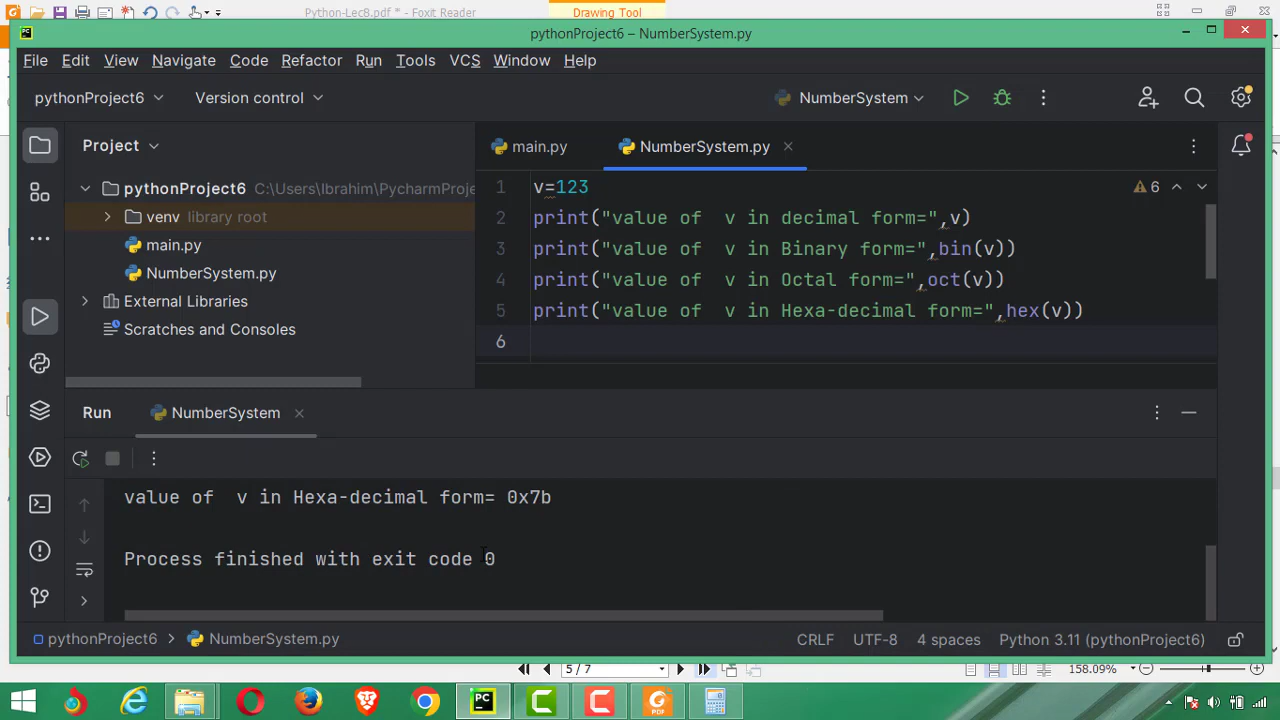 Python-Lec8.pdf * - Foxit Reader
Drawing Tool
PC
pythonProject6 – NumberSystem.py
File Edit View Navigate Code Refactor Run Tools VCS Window Help
pythonProject6 Version control NumberSystem
Project
main.py NumberSystem.py
pythonProject6 C:\Users\Ibrahim\PycharmProje
venv library root
main.py
NumberSystem.py
External Libraries
Scratches and Consoles
6
1 v=123
2 print("value of  v in decimal form=",v)
3 print("value of  v in Binary form=",bin(v))
4 print("value of  v in Octal form=",oct(v))
5 print("value of  v in Hexa-decimal form=",hex(v))
6
Run NumberSystem
value of  v in Hexa-decimal form= 0x7b
Process finished with exit code 0
pythonProject6 > NumberSystem.py CRLF UTF-8 4 spaces Python 3.11 (pythonProject6)
5 / 7 158.09%
PC PDF